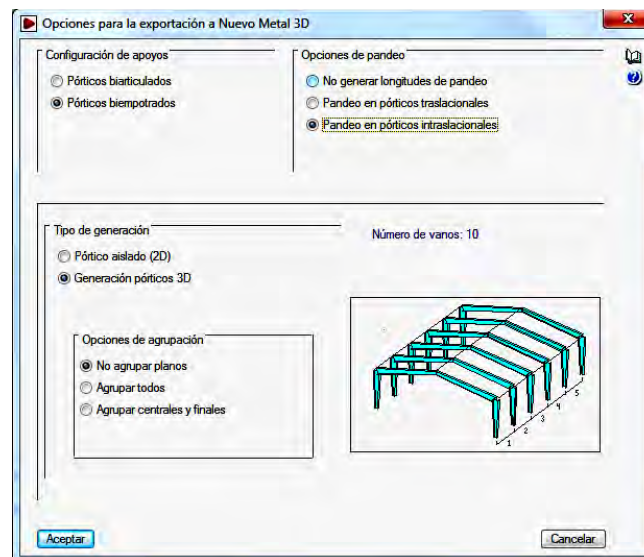 Opciones para la exportación a Nuevo Metal 3D
Configuración de apoyos
Pórticos biarticulados
Pórticos biempotrados
Opciones de pandeo
No generar longitudes de pandeo
Pandeo en pórticos traslacionales
Pandeo en pórticos intraslacionales
Tipo de generación
Pórtico aislado (2D)
Generación pórticos 3D
Número de vanos: 10
Opciones de agrupación
No agrupar planos
Agrupar todos
Agrupar centrales y finales
1
2
3
4
5
Aceptar
Cancelar